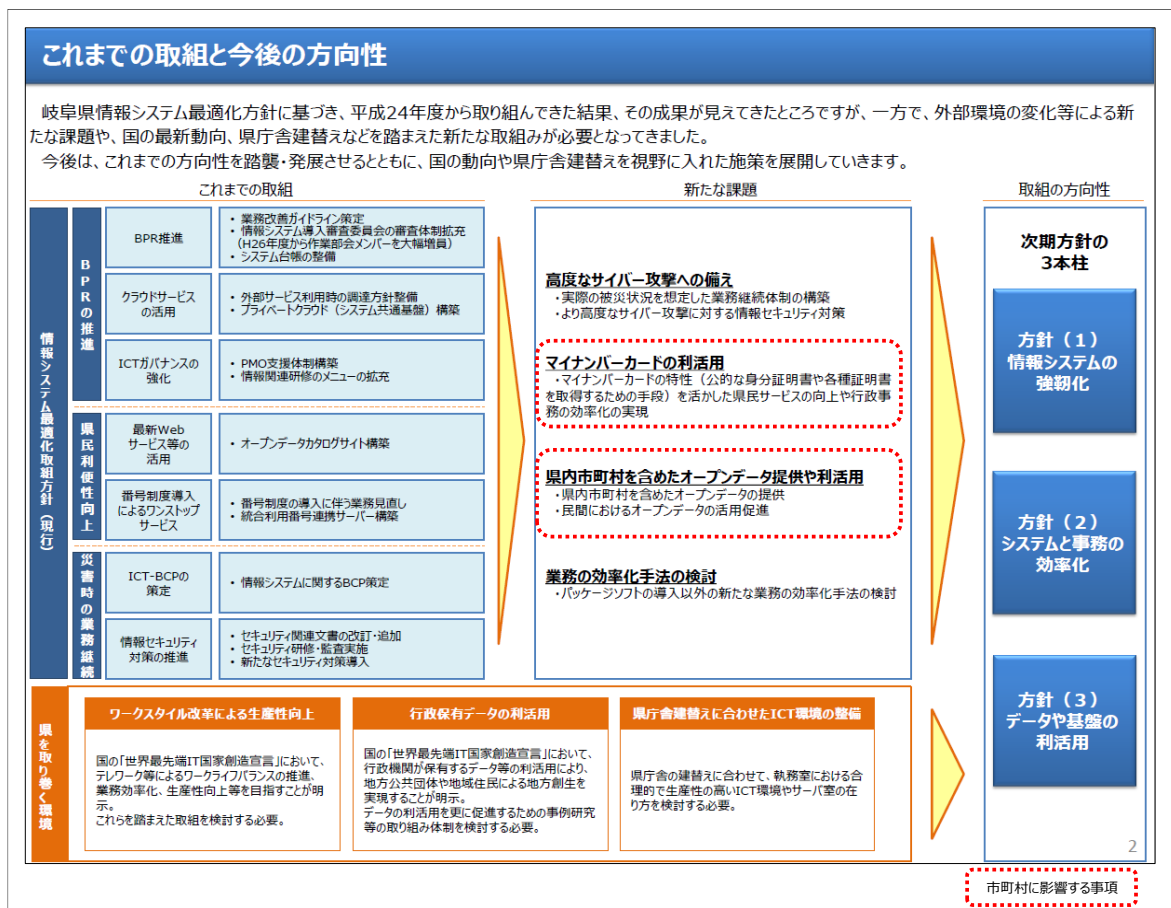 これまでの取組と今後の方向性
岐阜県情報システム最適化方針に基づき、平成24年度から取り組んできた結果、その成果が見えてきたところですが、一方で、外部環境の変化等による新
たな課題や、国の最新動向、県庁舎建替えなどを踏まえた新たな取組みが必要となってきました。
今後は、これまでの方向性を踏襲・発展させるとともに、国の動向や県庁舎建替えを視野に入れた施策を展開していきます。
これまでの取組
新たな課題
取組の方向性
情報システム最適化取組方針（現行）
BPRの推進
BPR推進
・業務改善ガイドライン策定
・情報システム導入審査委員会の審査体制拡充
（H26年度から作業部会メンバーを大幅増員）
・システム台帳の整備
クラウドサービス
の活用
・外部サービス利用時の調達方針整備
・プライベートクラウド（システム共通基盤）構築
ICTガバナンスの
強化
・PMO支援体制構築
・情報関連研修のメニューの拡充
県民利便性向上
最新Web
サービス等の
活用
・オープンデータカタログサイト構築
番号制度導入
によるワンストップ
サービス
・番号制度の導入に伴う業務見直し
・統合利用番号連携サーバー構築
災害時の業務継続
ICT-BCPの
策定
・情報システムに関するBCP策定
情報セキュリティ
対策の推進
・セキュリティ関連文書の改訂・追加
・セキュリティ研修・監査実施
・新たなセキュリティ対策導入
高度なサイバー攻撃への備え
・実際の被災状況を想定した業務継続体制の構築
・より高度なサイバー攻撃に対する情報セキュリティ対策
マイナンバーカードの利活用
・マイナンバーカードの特性（公的な身分証明書や各種証明書
を取得するための手段）を活かした県民サービスの向上や行政事
務の効率化の実現
県内市町村を含めたオープンデータ提供や利活用
・県内市町村を含めたオープンデータの提供
・民間におけるオープンデータの活用促進
業務の効率化手法の検討
・パッケージソフトの導入以外の新たな業務の効率化手法の検討
次期方針の
3本柱
方針（1）
情報システムの
強靭化
方針（2）
システムと事務の
効率化
方針（3）
データや基盤の
利活用
県を取り巻く環境
ワークスタイル改革による生産性向上
国の「世界最先端IT国家創造宣言」において、
テレワーク等によるワークライフバランスの推進、
業務効率化、生産性向上等を目指すことが明
示。
これらを踏まえた取組を検討する必要。
行政保有データの利活用
国の「世界最先端IT国家創造宣言」において、
行政機関が保有するデータ等の利活用により、
地方公共団体や地域住民による地方創生を
実現することが明示。
データの利活用を更に促進するための事例研究
等の取り組み体制を検討する必要。
県庁舎建替えに合わせたICT環境の整備
県庁舎の建替えに合わせて、執務室における合
理的で生産性の高いICT環境やサーバ室の在
り方を検討する必要。
2
市町村に影響する事項